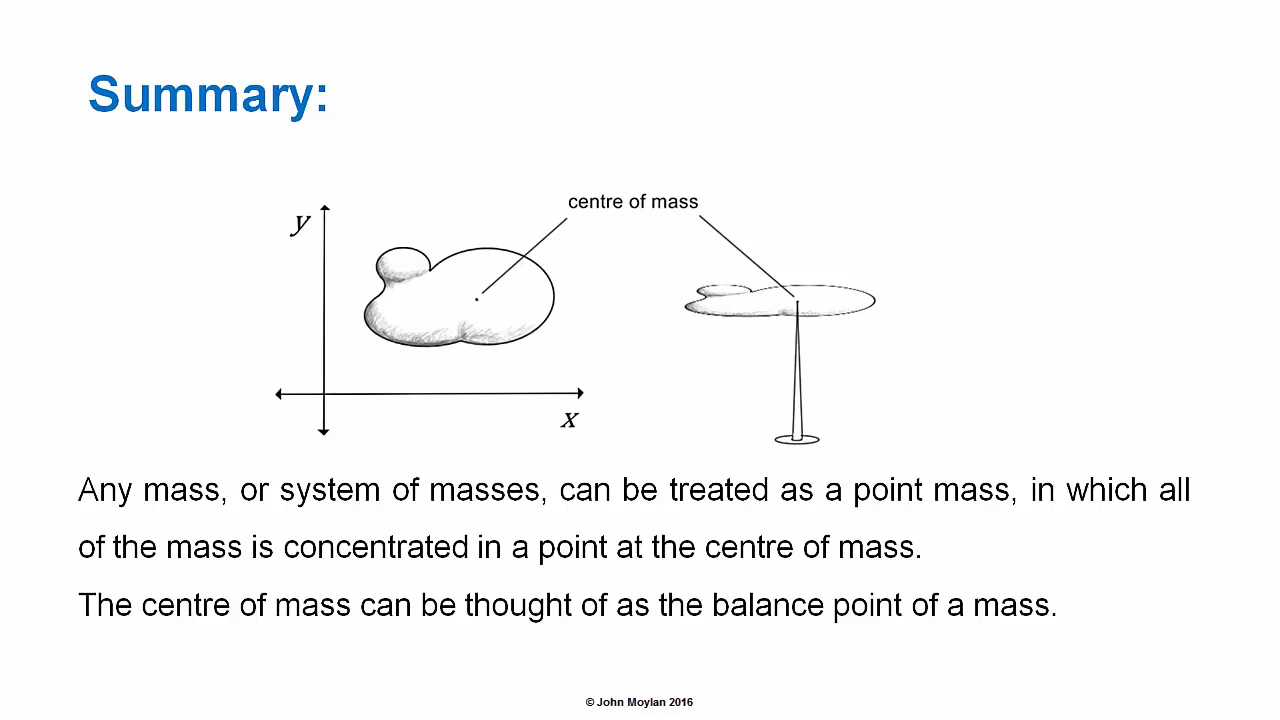 Summary:
centre of mass
y
x
Any mass, or system of masses, can be treated as a point mass, in which all
of the mass is concentrated in a point at the centre of mass.
The centre of mass can be thought of as the balance point of a mass.
© John Moylan 2016